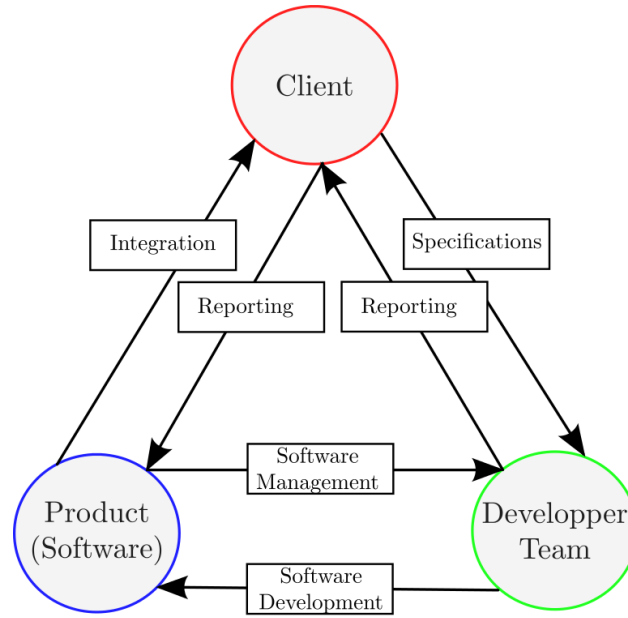 Client
Integration
Specifications
Reporting
Reporting
Software
Management
Product
(Software)
Developper
Team
Software
Development